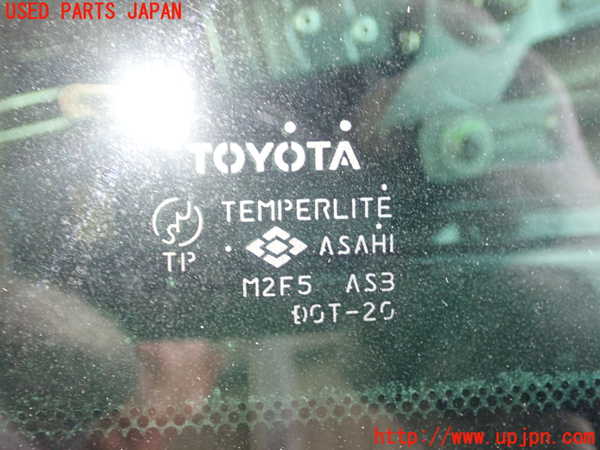 USED PARTS JAPAN
TOYOTA
TEMPERLITE
TP
ASAHI
M2F5 AS3
DOT-20
http://www.upjpn.com